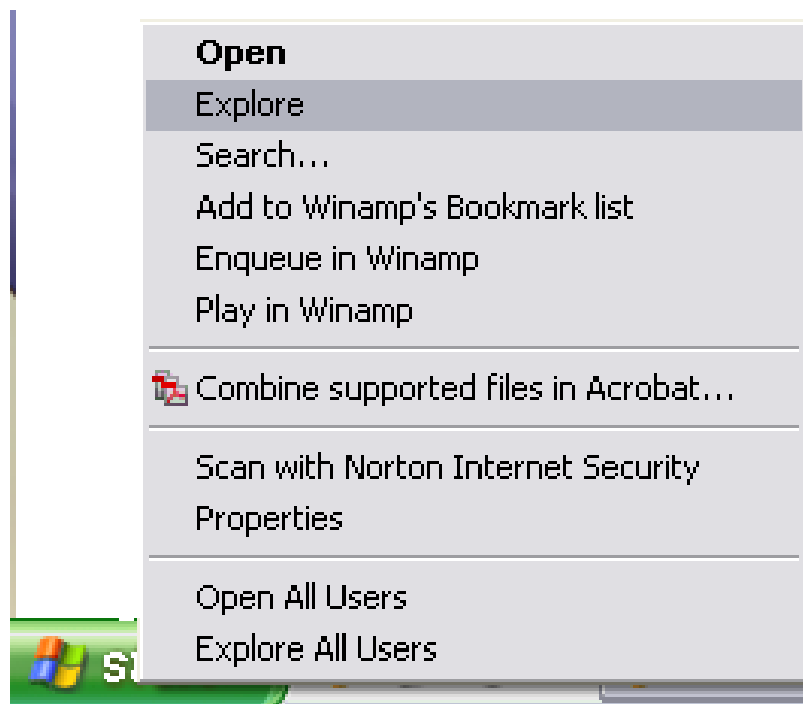 Open
Explore
Search...
Add to Winamp's Bookmark list
Enqueue in Winamp
Play in Winamp
Combine supported files in Acrobat...
Scan with Norton Internet Security
Properties
Open All Users
Explore All Users